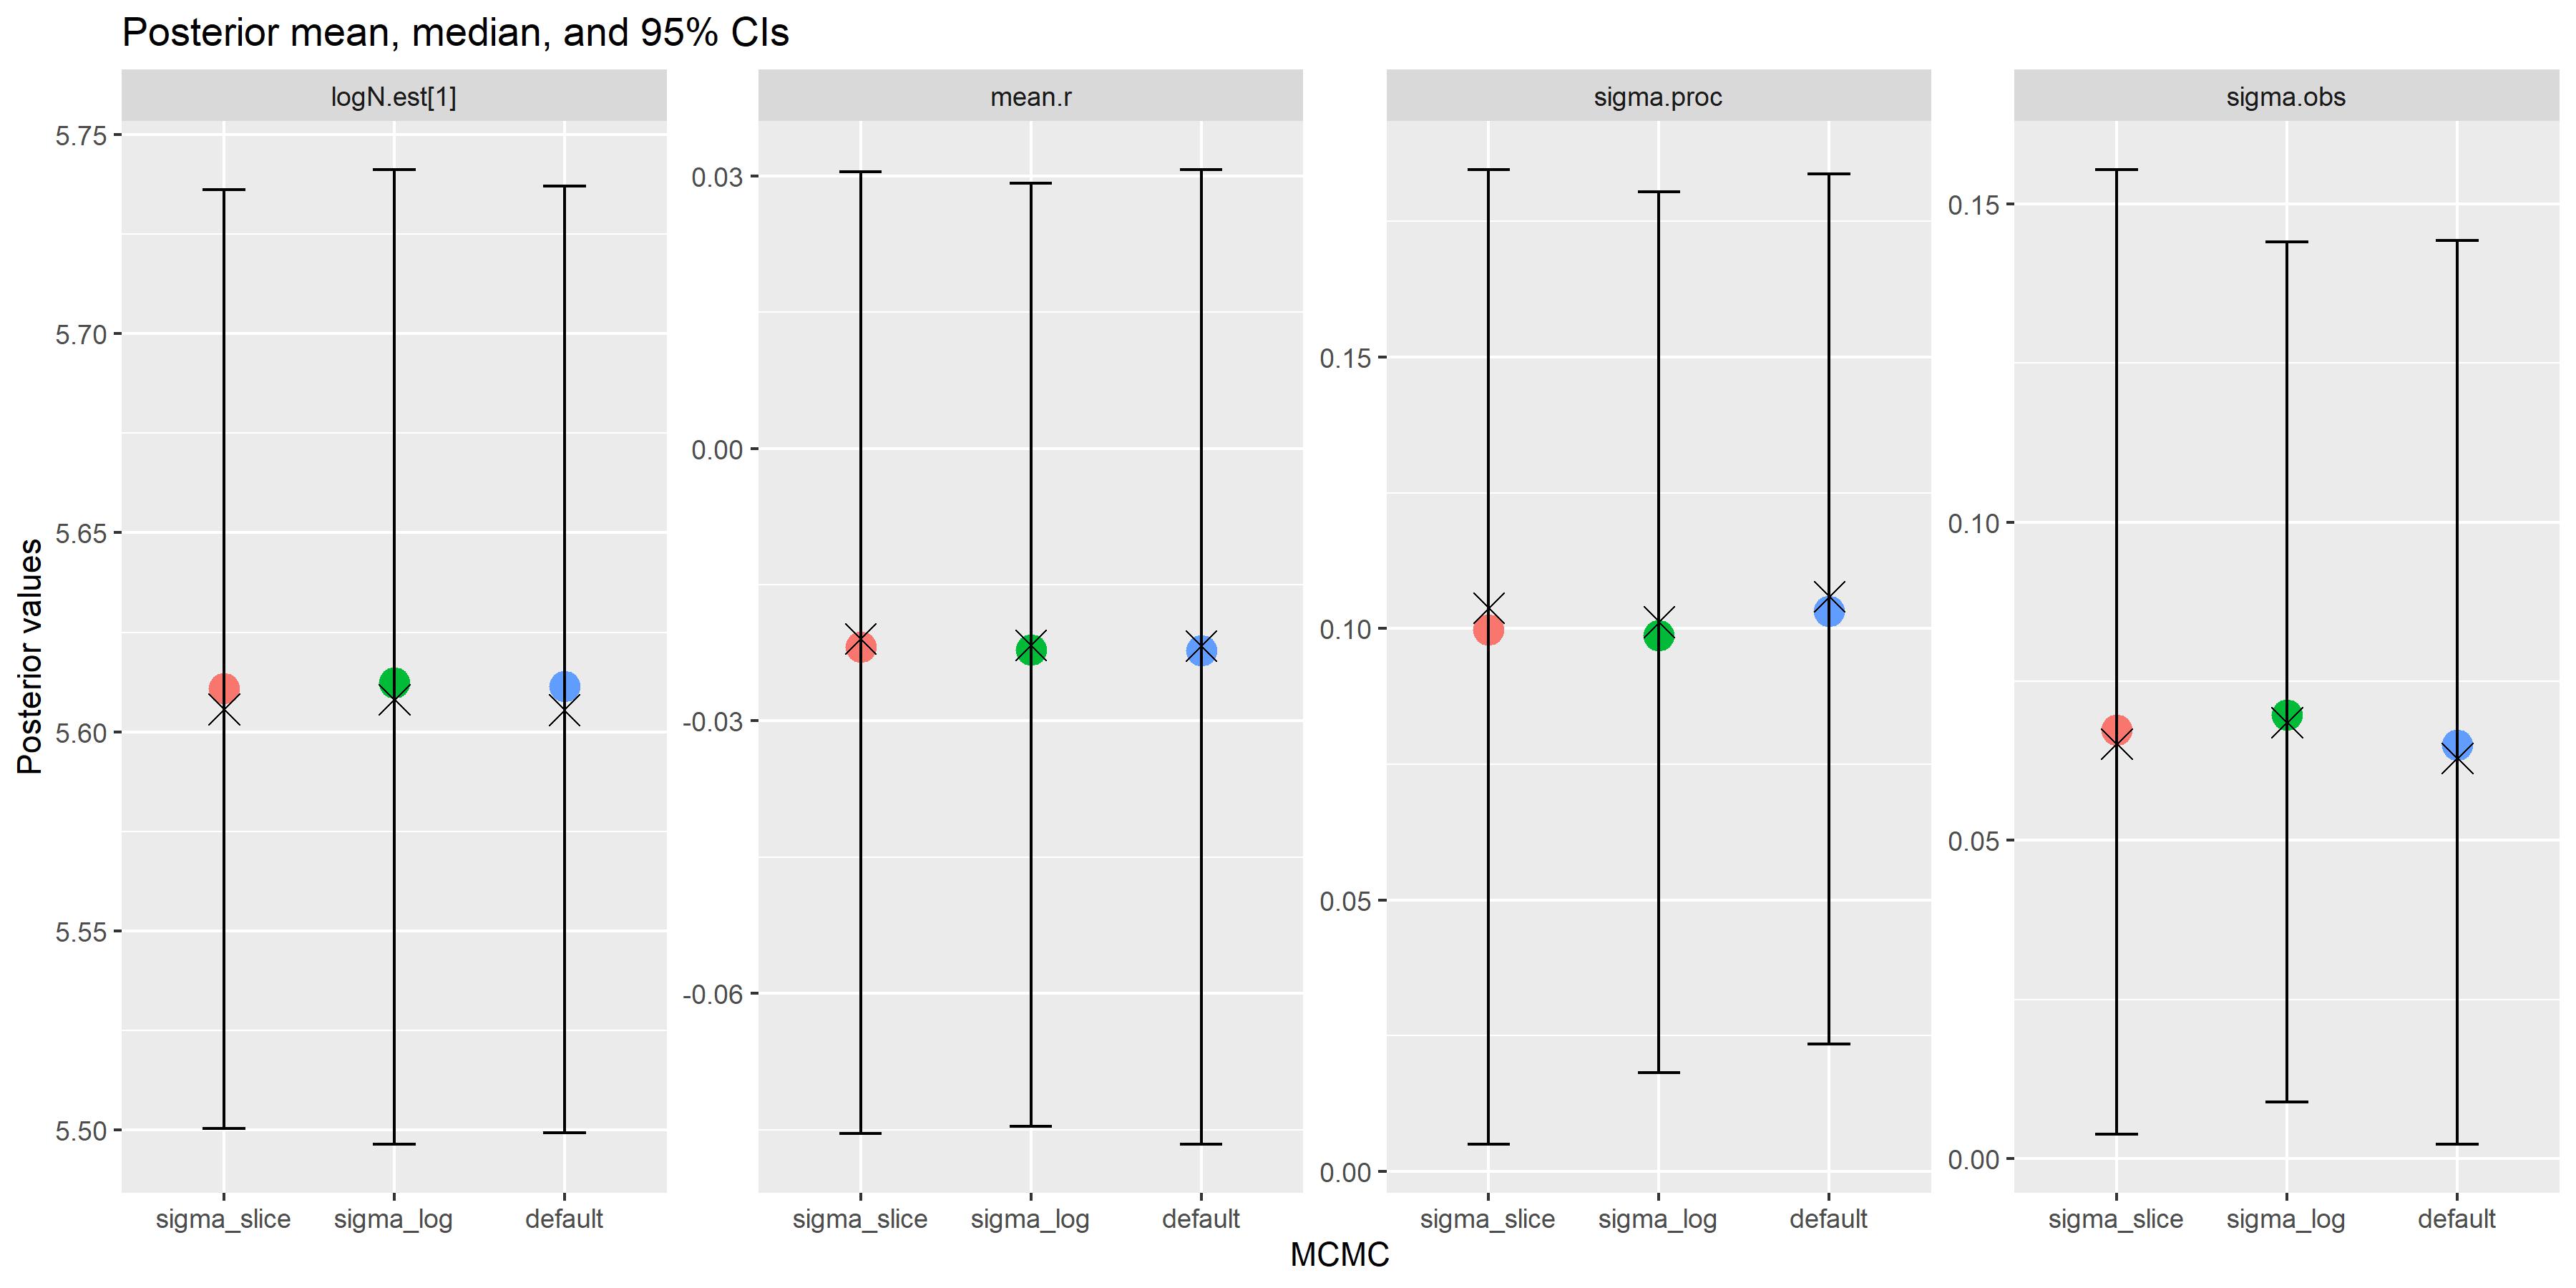 Posterior mean, median, and 95% CIs
logN.est[1]
mean.r
sigma.proc
sigma.obs
Posterior values
5.75
5.70
5.65
5.60
5.55
5.50
0.03
0.00
-0.03
-0.06
0.15
0.10
0.05
0.00
0.15
0.10
0.05
0.00
sigma_slice sigma_log default
sigma_slice sigma_log default
sigma_slice sigma_log default
sigma_slice sigma_log default
MCMC